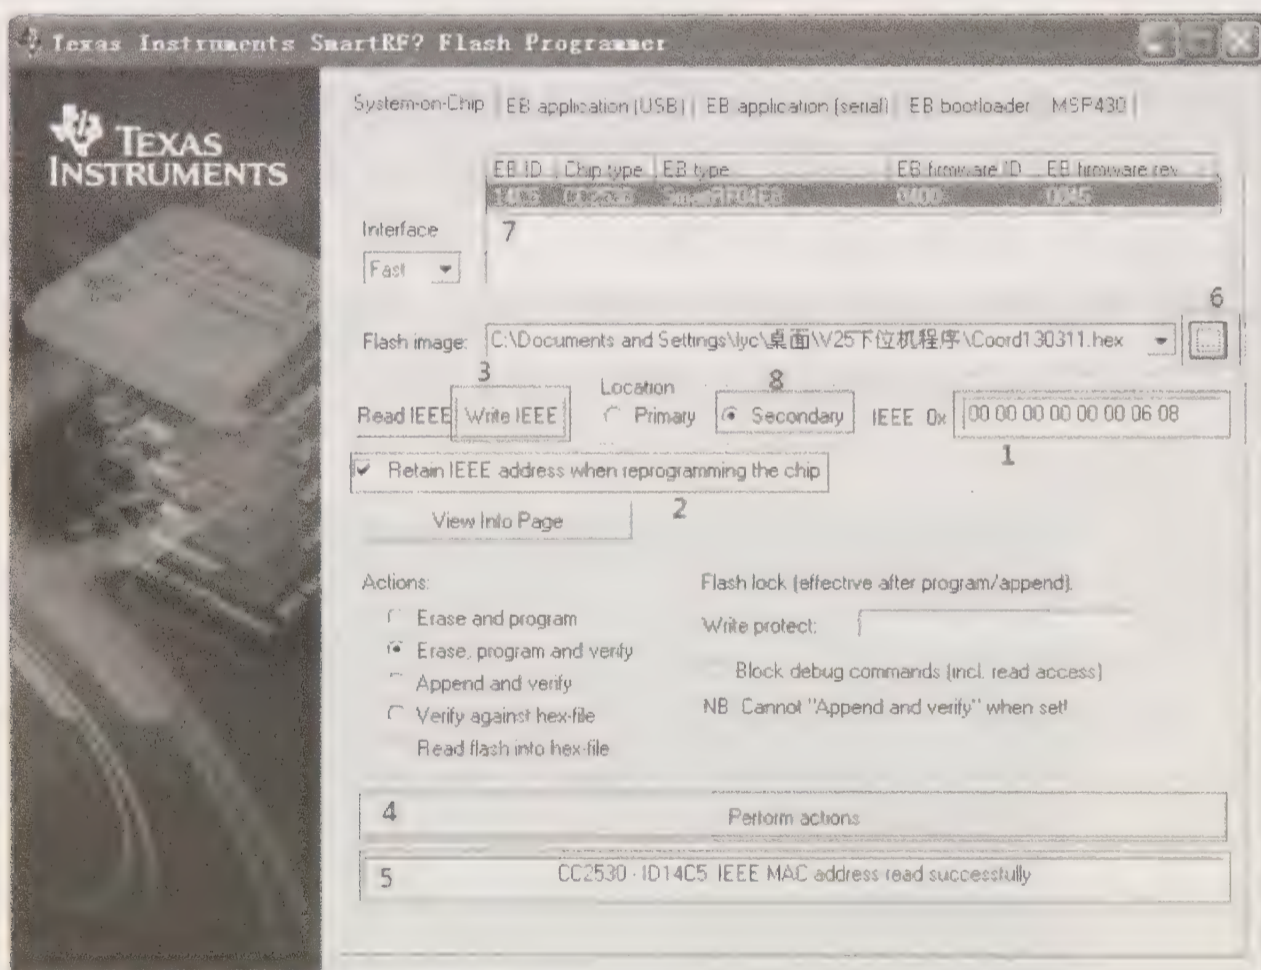 Texas Instruments SmartRF? Flash Programmer
TEXAS
INSTRUMENTS
System-on-Chip EB application (USB) EB application (serial) EB bootloader MSP430
EB ID Chip type EB type EB firmware ID EB firmware rev
14C5 CC2530 SmartRF04EB 0400 0045
Interface
7
Fast
6
Flash image: C:\Documents and Settings\lyc\桌面\V25下位机程序\Coord130311.hex ...
3 Location 8
Read IEEE Write IEEE Primary Secondary IEEE 0x 00 00 00 00 00 00 06 08
1
Retain IEEE address when reprogramming the chip
2
View Info Page
Actions: Flash lock (effective after program/append).
Erase and program
Write protect:
Erase, program and verify
Block debug commands (incl. read access)
Append and verify
NB Cannot "Append and verify" when set!
Verify against hex-file
Read flash into hex-file
4 Perform actions
5 CC2530 - ID14C5 IEEE MAC address read successfully